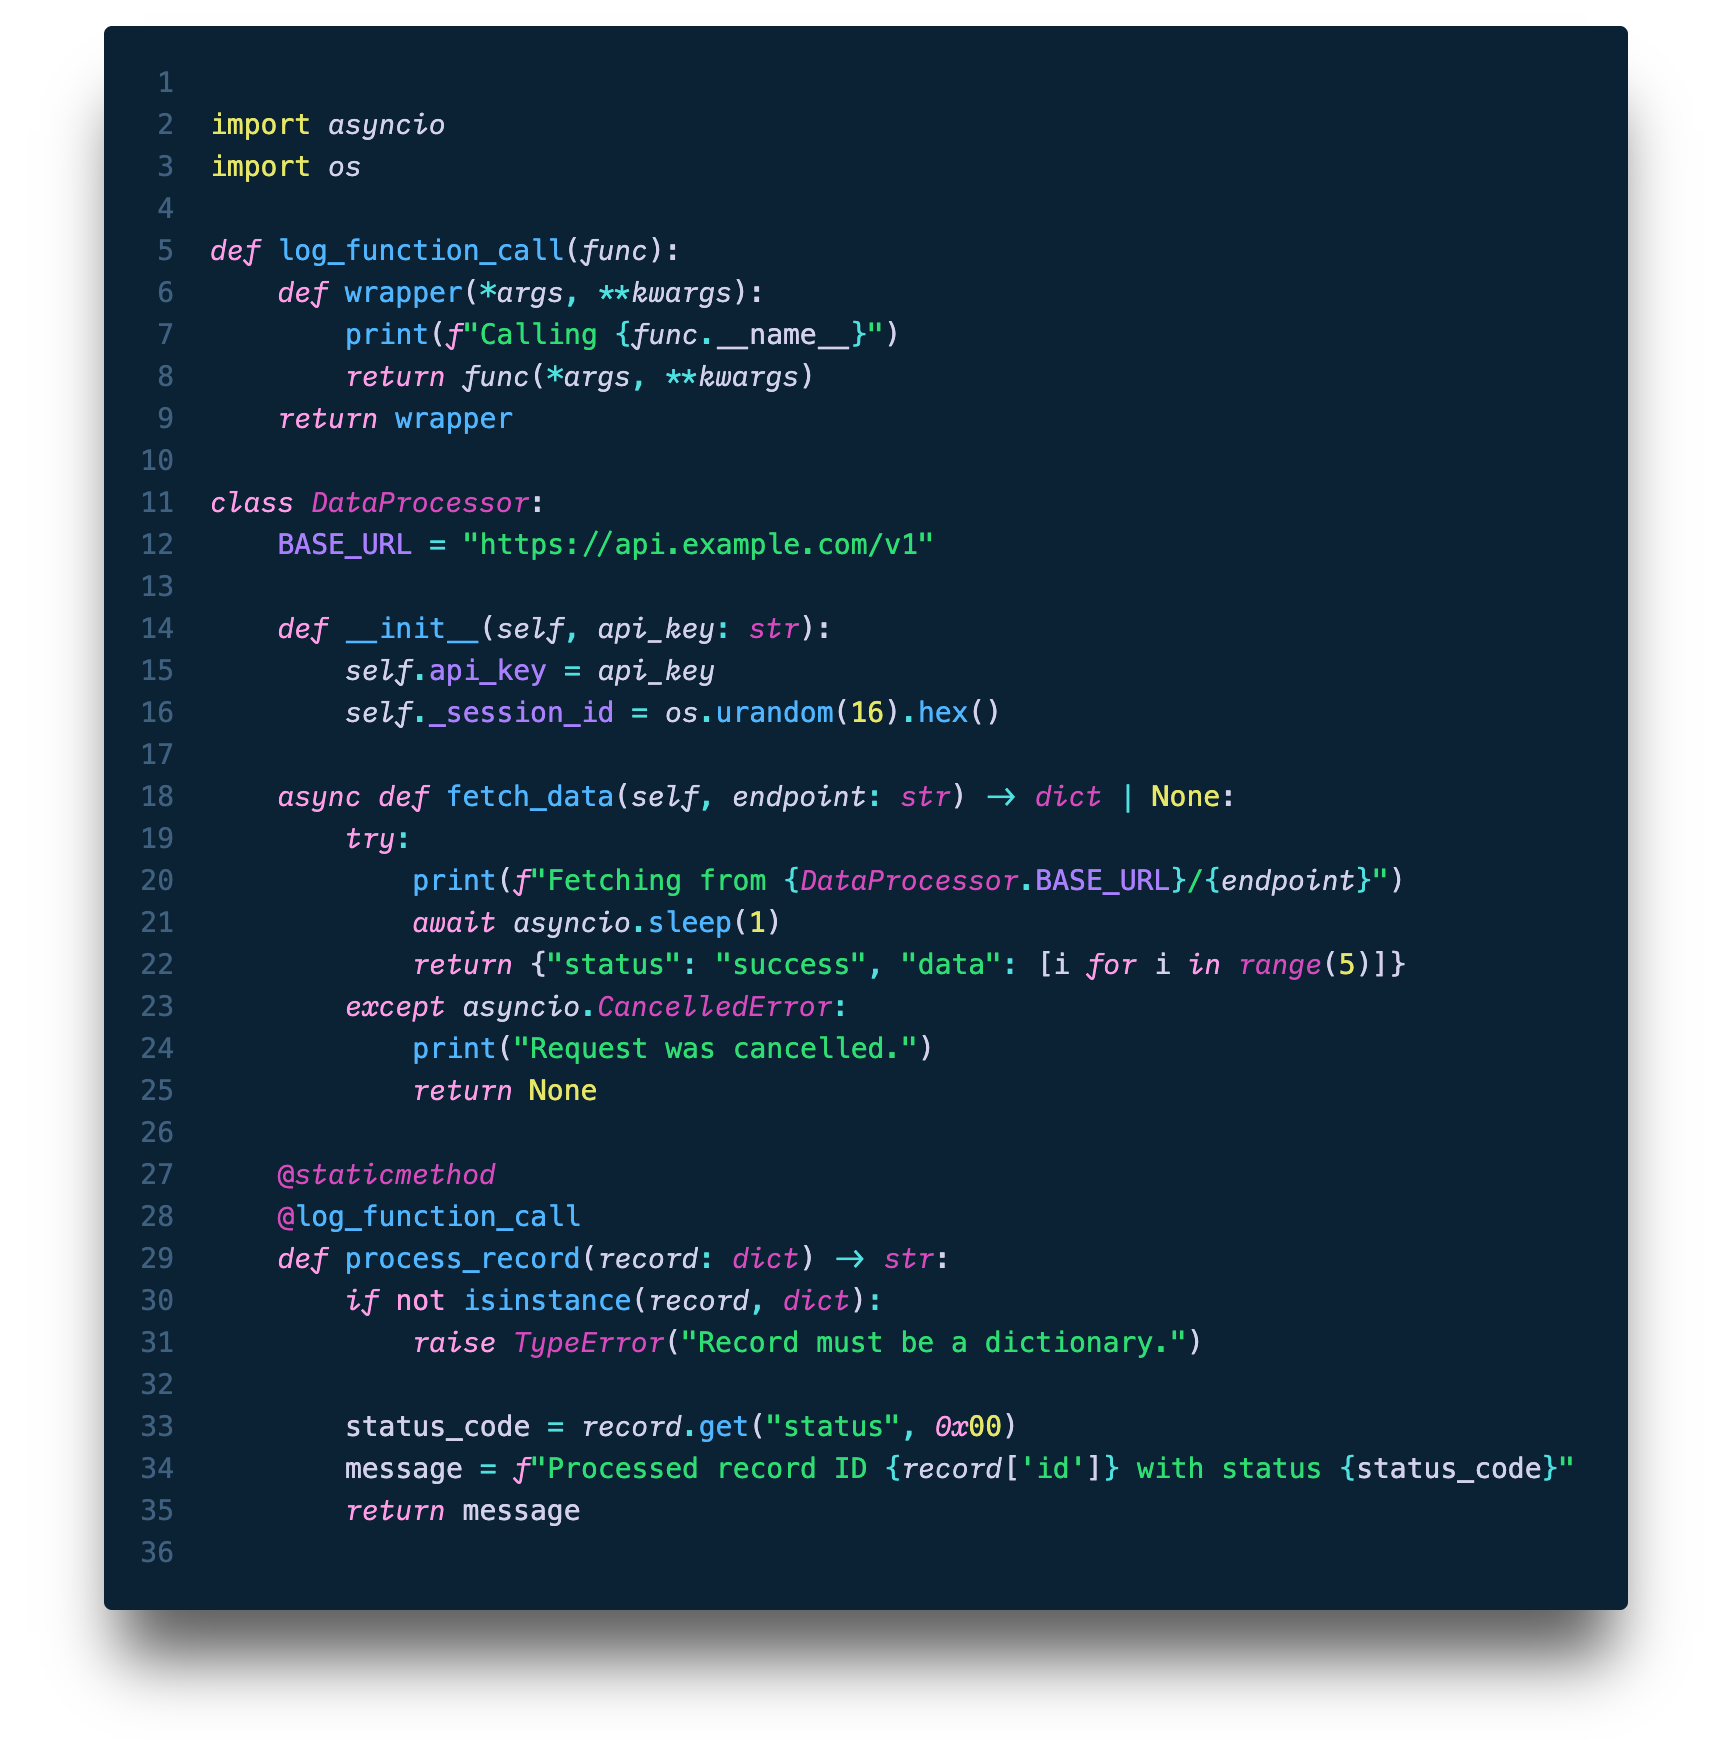 1
2 import asyncio
3 import os
4
5 def log_function_call(func):
6     def wrapper(*args, **kwargs):
7         print(f"Calling {func.__name__}")
8         return func(*args, **kwargs)
9     return wrapper
10
11 class DataProcessor:
12     BASE_URL = "https://api.example.com/v1"
13
14     def __init__(self, api_key: str):
15         self.api_key = api_key
16         self._session_id = os.urandom(16).hex()
17
18     async def fetch_data(self, endpoint: str) -> dict | None:
19         try:
20             print(f"Fetching from {DataProcessor.BASE_URL}/{endpoint}")
21             await asyncio.sleep(1)
22             return {"status": "success", "data": [i for i in range(5)]}
23         except asyncio.CancelledError:
24             print("Request was cancelled.")
25             return None
26
27     @staticmethod
28     @log_function_call
29     def process_record(record: dict) -> str:
30         if not isinstance(record, dict):
31             raise TypeError("Record must be a dictionary.")
32
33         status_code = record.get("status", 0x00)
34         message = f"Processed record ID {record['id']} with status {status_code}"
35         return message
36